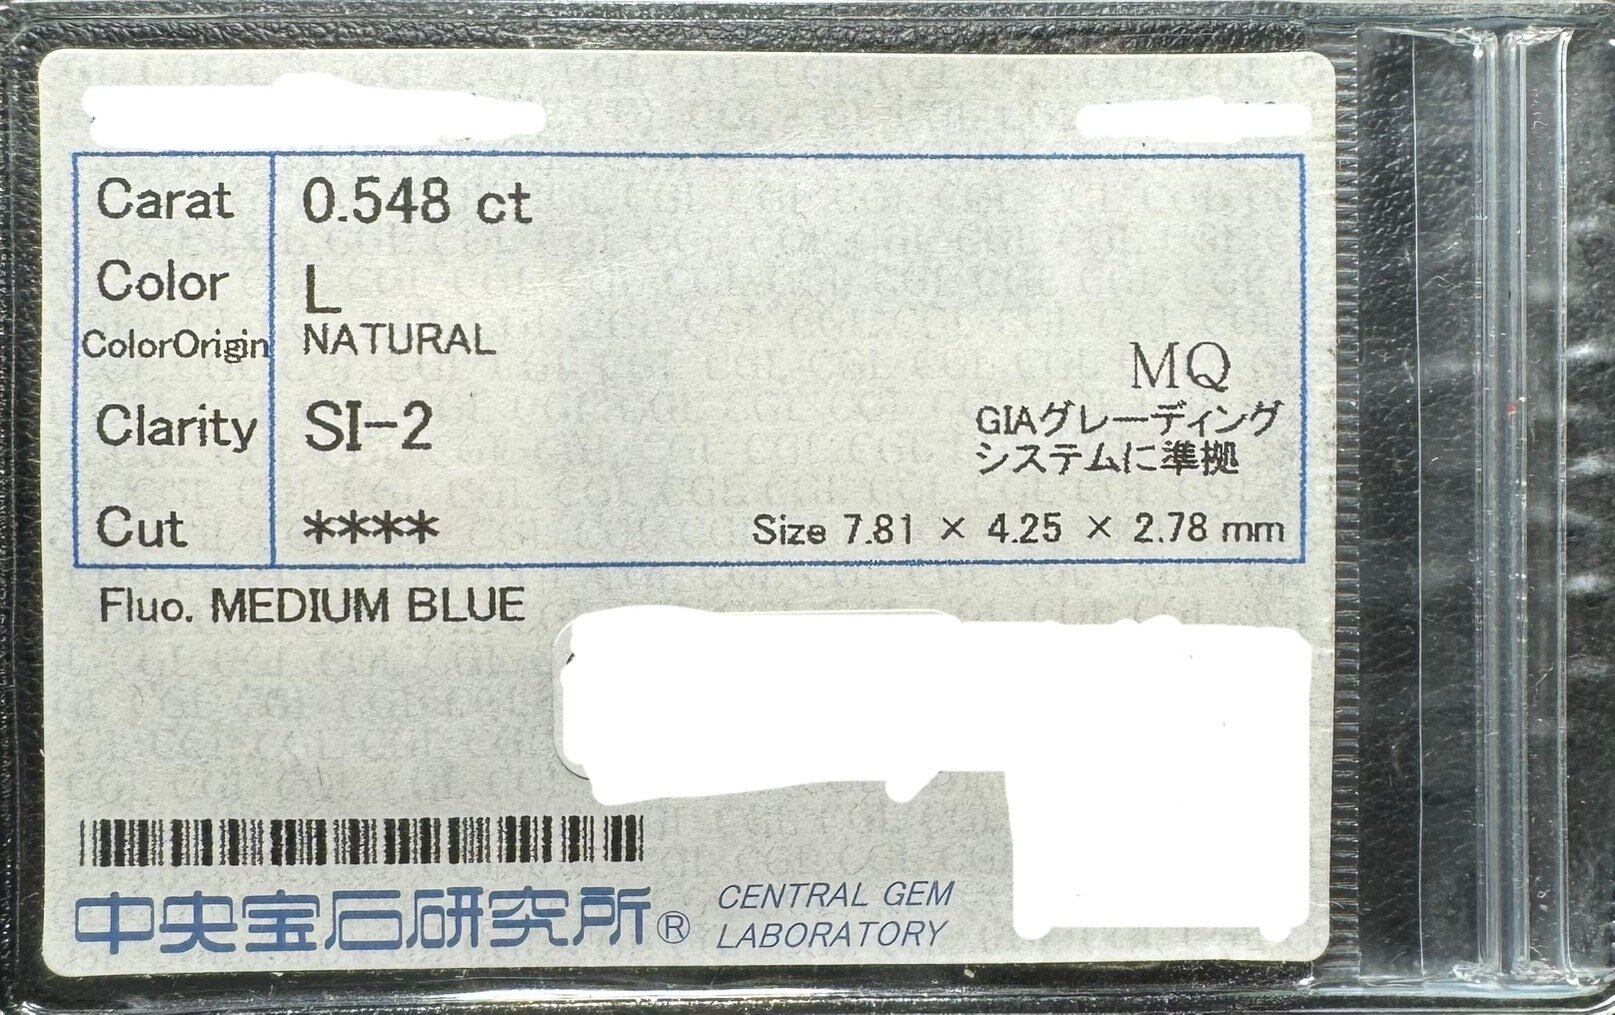 Carat 0.548 ct
Color L
ColorOrigin NATURAL
MQ
GIAグレーディング
システムに準拠
Clarity SI-2
Cut ****
Size 7.81 × 4.25 × 2.78 mm
Fluo. MEDIUM BLUE
中央宝石研究所®
CENTRAL GEM
LABORATORY